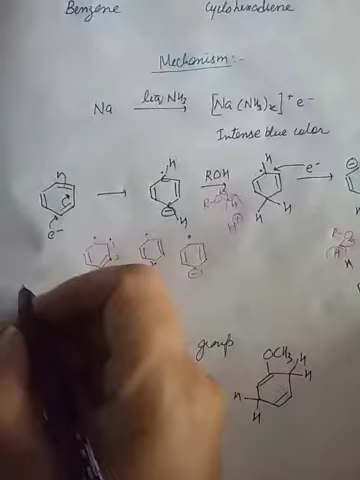 Benzene Cyclohexadiene
Mechanism:-
Na liq NH3 [Na(NH3)x]+ e-
Intense blue color
H H ROH H e-
e- H R-O-H H H
H+ R-O
H
group OCH3
H
H
H
H